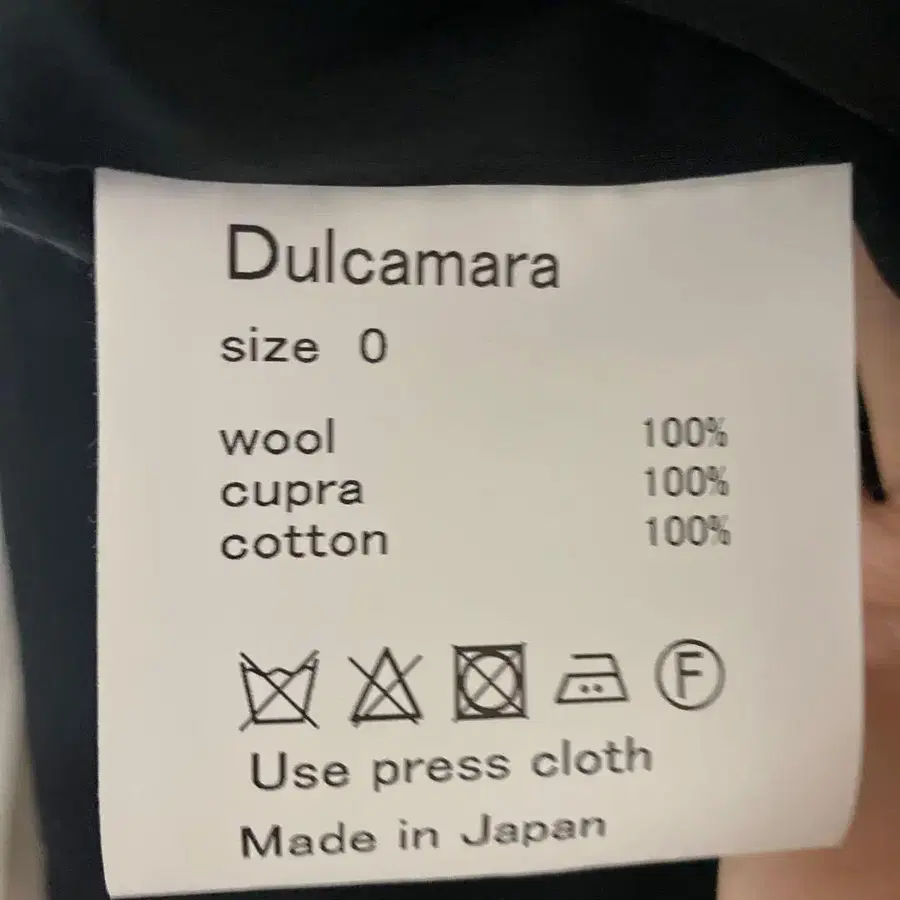 Dulcamara
size 0
wool 100%
cupra 100%
cotton 100%
F
Use press cloth
Made in Japan